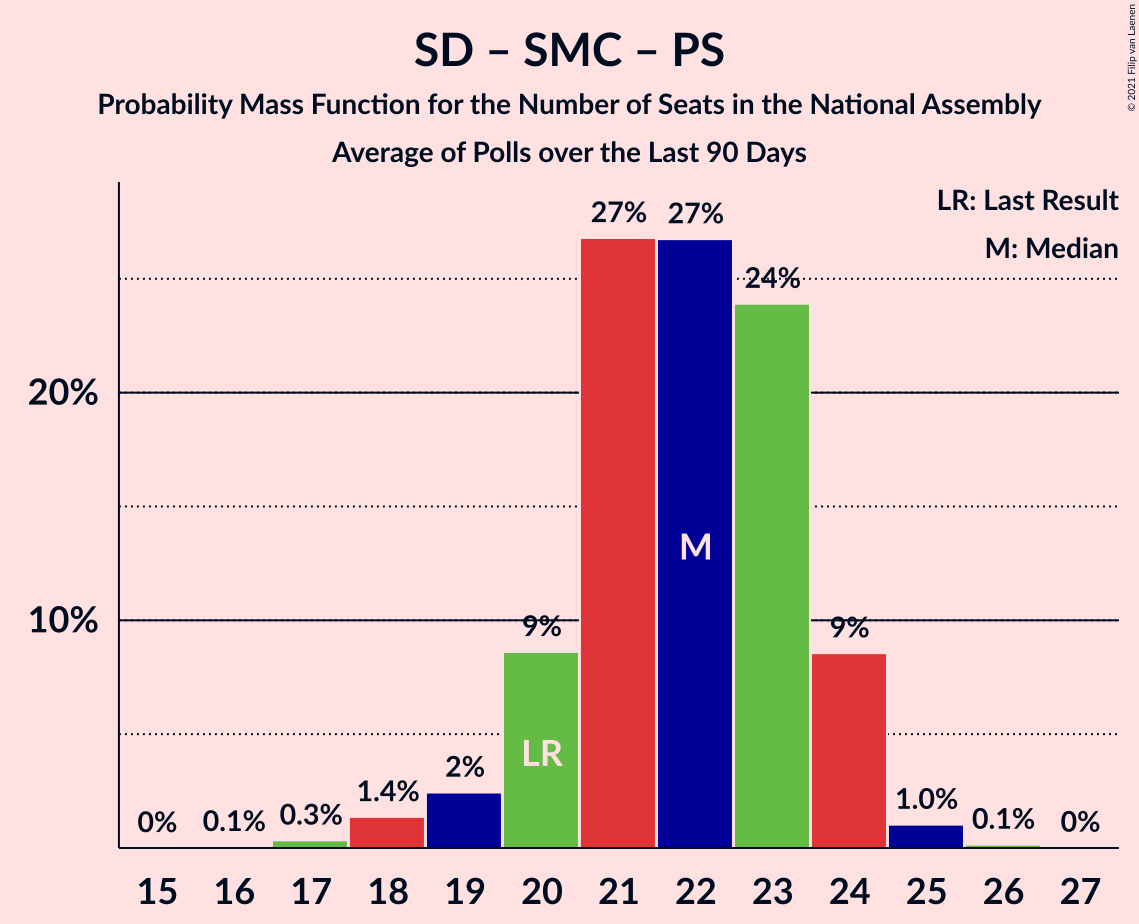 SD – SMC – PS
Probability Mass Function for the Number of Seats in the National Assembly
Average of Polls over the Last 90 Days
© 2021 Filip van Laenen
LR: Last Result
M: Median
27% 27%
24%
20%
M
10%
9% 9%
LR
2%
1.4% 1.0%
0% 0.1% 0.3% 0.1% 0%
15 16 17 18 19 20 21 22 23 24 25 26 27